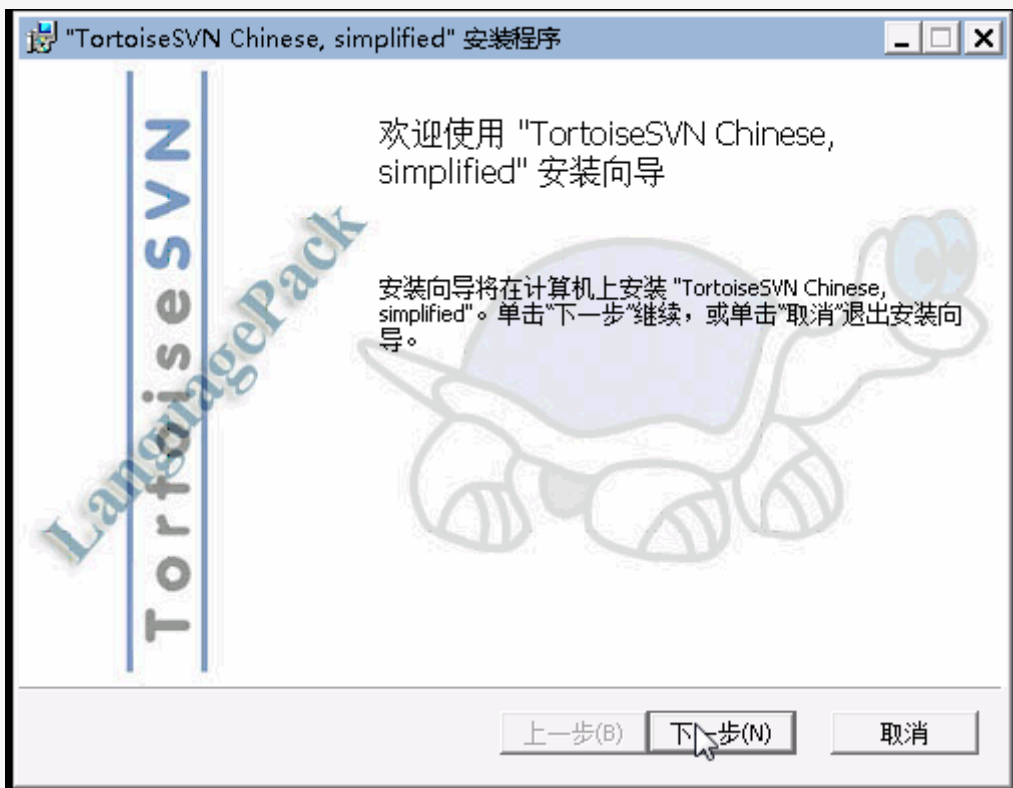 "TortoiseSVN Chinese, simplified" 安装程序
TortoiseSVN
LanguagePack
欢迎使用 "TortoiseSVN Chinese,
simplified" 安装向导
安装向导将在计算机上安装 "TortoiseSVN Chinese,
simplified"。单击“下一步”继续，或单击“取消”退出安装向
导。
上一步(B)
下一步(N)
取消